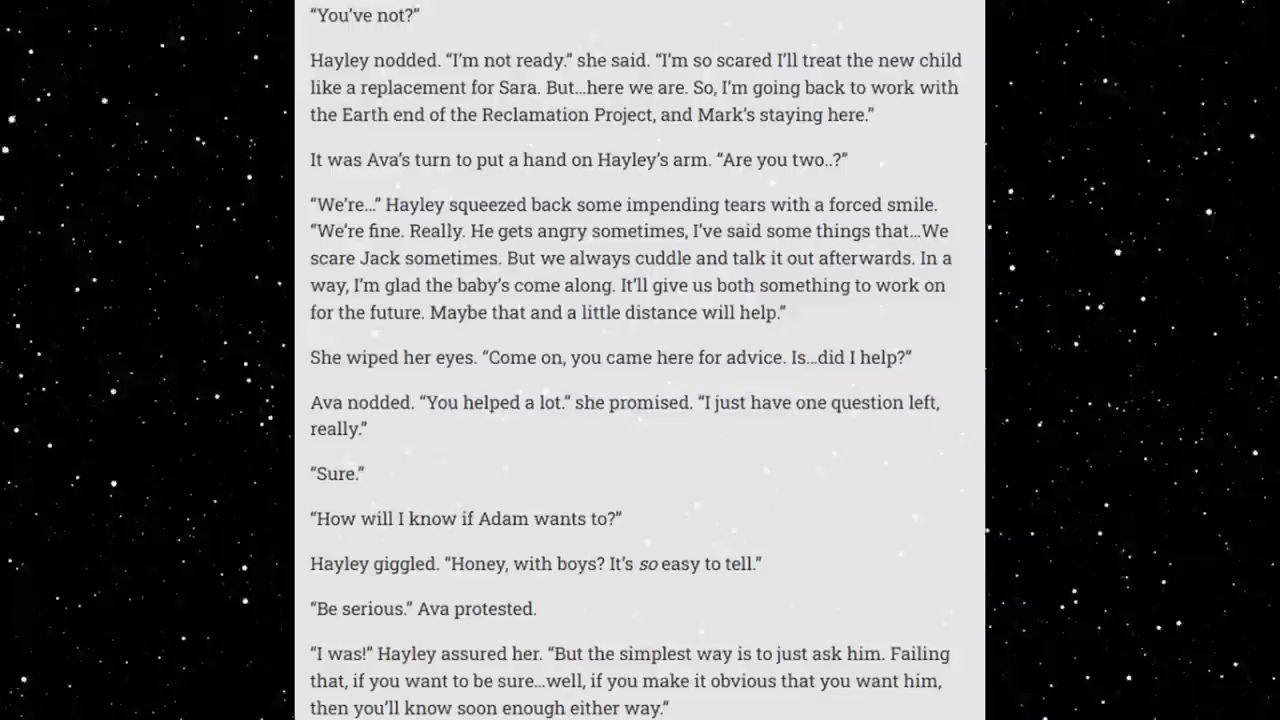 “You’ve not?”
Hayley nodded. “I’m not ready.” she said. “I’m so scared I’ll treat the new child
like a replacement for Sara. But…here we are. So, I’m going back to work with
the Earth end of the Reclamation Project, and Mark’s staying here.”
It was Ava’s turn to put a hand on Hayley’s arm. “Are you two..?”
“We’re…” Hayley squeezed back some impending tears with a forced smile.
“We’re fine. Really. He gets angry sometimes, I’ve said some things that…We
scare Jack sometimes. But we always cuddle and talk it out afterwards. In a
way, I’m glad the baby’s come along. It’ll give us both something to work on
for the future. Maybe that and a little distance will help.”
She wiped her eyes. “Come on, you came here for advice. Is…did I help?”
Ava nodded. “You helped a lot.” she promised. “I just have one question left,
really.”
“Sure.”
“How will I know if Adam wants to?”
Hayley giggled. “Honey, with boys? It’s so easy to tell.”
“Be serious.” Ava protested.
“I was!” Hayley assured her. “But the simplest way is to just ask him. Failing
that, if you want to be sure…well, if you make it obvious that you want him,
then you’ll know soon enough either way.”